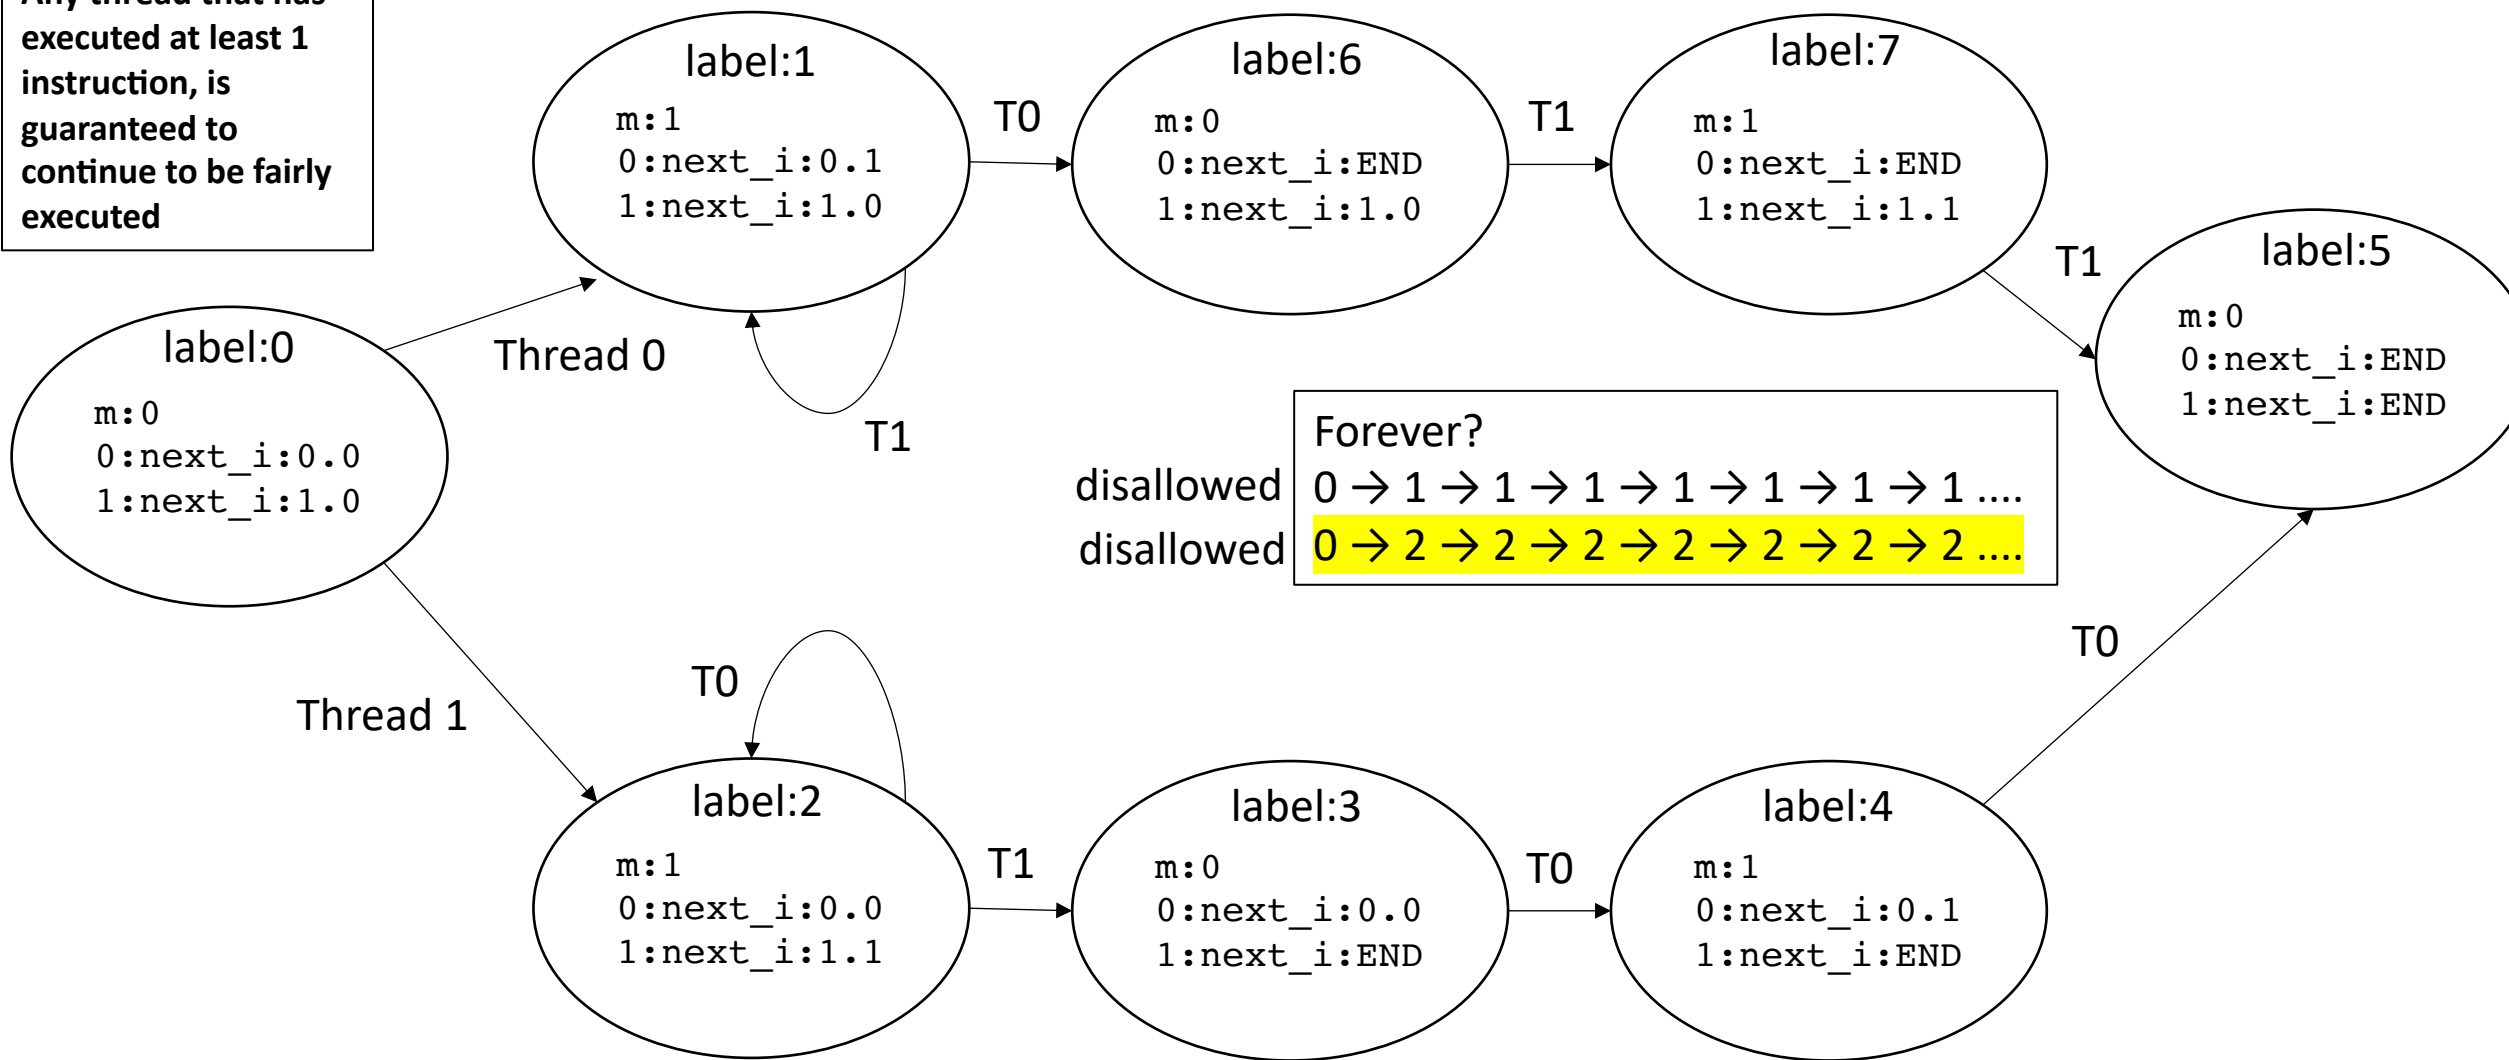 Any thread that has
executed at least 1
instruction, is
guaranteed to
continue to be fairly
executed
label:1
m:1
0:next_i:0.1
1:next_i:1.0
T0
label:6
m:0
0:next_i:END
1:next_i:1.0
T1
label:7
m:1
0:next_i:END
1:next_i:1.1
T1
label:5
m:0
0:next_i:END
1:next_i:END
label:0
m:0
0:next_i:0.0
1:next_i:1.0
Thread 0
T1
Forever?
disallowed 0 → 1 → 1 → 1 → 1 → 1 → 1 → 1 ....
disallowed 0 → 2 → 2 → 2 → 2 → 2 → 2 → 2 ....
T0
Thread 1
T0
label:2
m:1
0:next_i:0.0
1:next_i:1.1
T1
label:3
m:0
0:next_i:0.0
1:next_i:END
T0
label:4
m:1
0:next_i:0.1
1:next_i:END